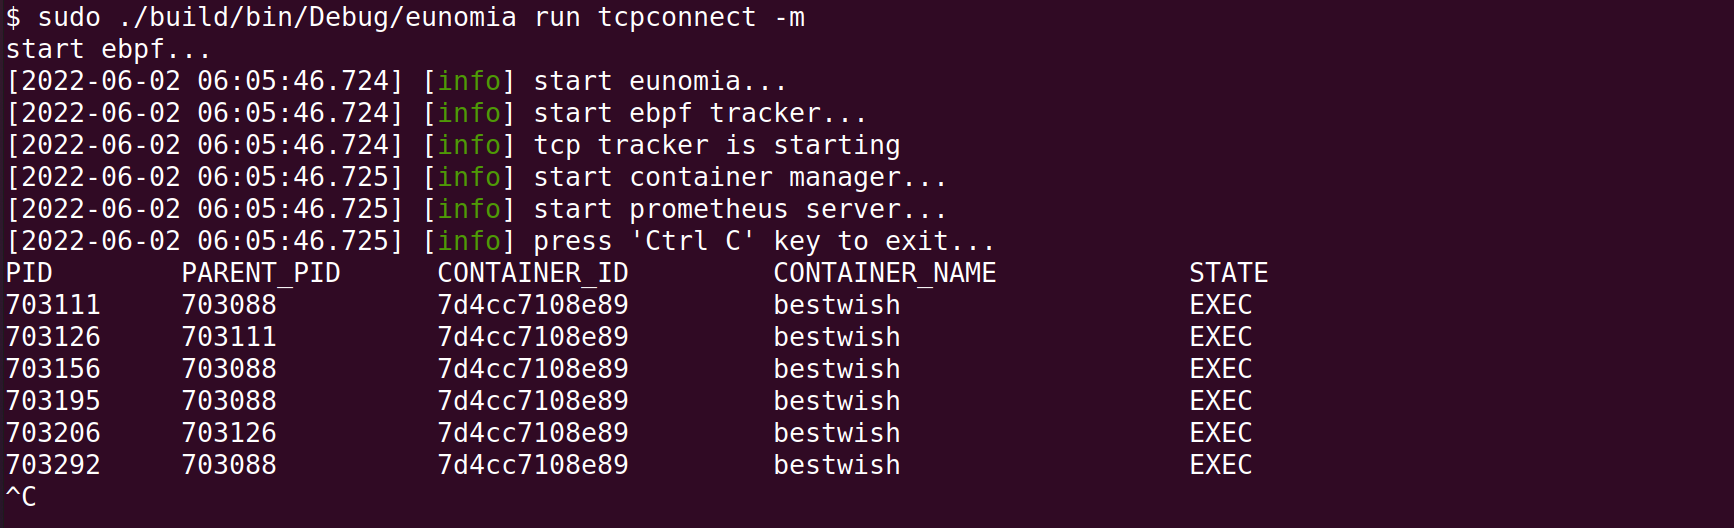 $ sudo ./build/bin/Debug/eunomia run tcpconnect -m
start ebpf...
[2022-06-02 06:05:46.724] [info] start eunomia...
[2022-06-02 06:05:46.724] [info] start ebpf tracker...
[2022-06-02 06:05:46.724] [info] tcp tracker is starting
[2022-06-02 06:05:46.725] [info] start container manager...
[2022-06-02 06:05:46.725] [info] start prometheus server...
[2022-06-02 06:05:46.725] [info] press 'Ctrl C' key to exit...
PID        PARENT_PID      CONTAINER_ID         CONTAINER_NAME            STATE
703111     703088          7d4cc7108e89         bestwish                  EXEC
703126     703111          7d4cc7108e89         bestwish                  EXEC
703156     703088          7d4cc7108e89         bestwish                  EXEC
703195     703088          7d4cc7108e89         bestwish                  EXEC
703206     703126          7d4cc7108e89         bestwish                  EXEC
703292     703088          7d4cc7108e89         bestwish                  EXEC
^C